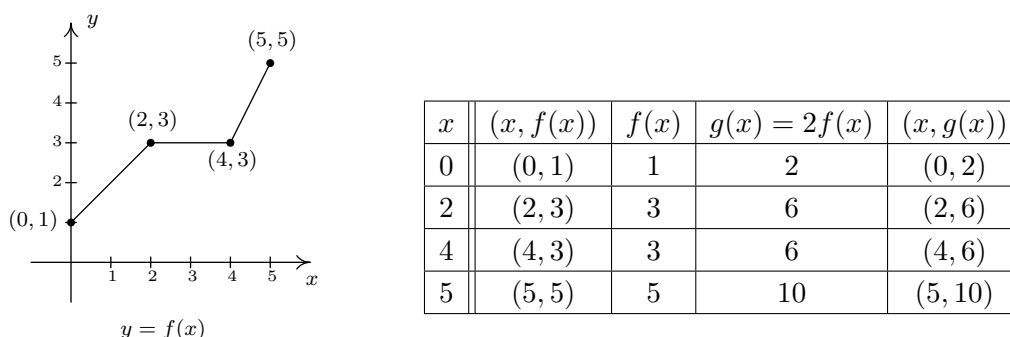 y
(5, 5)
5
4
(2, 3)
3
(4, 3)
2
(0, 1)
1 2 3 4 5
x
y = f(x)
x (x, f(x)) f(x) g(x) = 2f(x) (x, g(x))
0 (0, 1) 1 2 (0, 2)
2 (2, 3) 3 6 (2, 6)
4 (4, 3) 3 6 (4, 6)
5 (5, 5) 5 10 (5, 10)